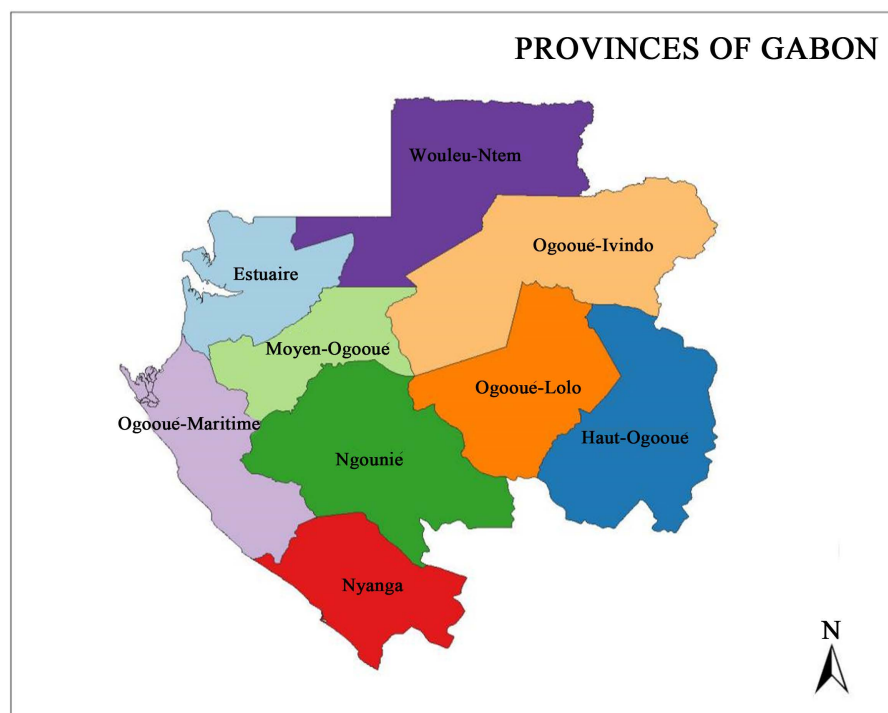 PROVINCES OF GABON
Wouleu-Ntem
Ogooué-Ivindo
Estuaire
Moyen-Ogooué
Ogooué-Lolo
Ogooué-Maritime
Haut-Ogooué
Ngounié
Nyanga
N